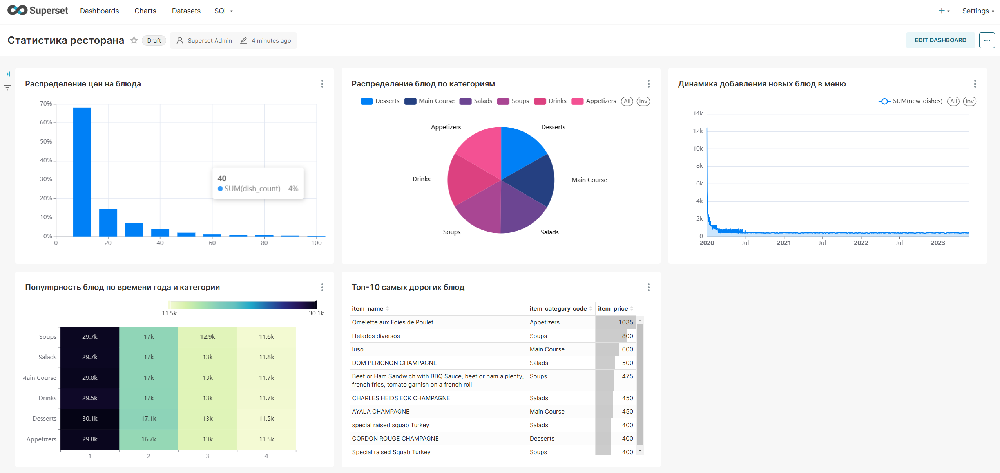 Superset Dashboards Charts Datasets SQL + Settings
Статистика ресторана Draft Superset Admin 4 minutes ago EDIT DASHBOARD ...
Распределение цен на блюда
70%
60%
50%
40%
30%
20%
10%
0%
0 20 40 60 80 100
40
SUM(dish_count) 4%
Распределение блюд по категориям
Desserts Main Course Salads Soups Drinks Appetizers All Inv
Appetizers Desserts
Drinks Main Course
Soups Salads
Динамика добавления новых блюд в меню
SUM(new_dishes) All Inv
14k
12k
10k
8k
6k
4k
2k
0
2020 Jul 2021 Jul 2022 Jul 2023
Популярность блюд по времени года и категории
11.5k 30.1k
Soups 29.7k 17k 12.9k 11.6k
Salads 29.7k 17k 13k 11.8k
Main Course 29.8k 17k 13k 11.7k
Drinks 29.5k 17k 13k 11.7k
Desserts 30.1k 17.1k 13k 11.5k
Appetizers 29.8k 16.7k 13k 11.5k
1 2 3 4
Топ-10 самых дорогих блюд
item_name item_category_code item_price
Omelette aux Foies de Poulet Appetizers 1035
Helados diversos Soups 800
Main Course 600
DOM PERIGNON CHAMPAGNE Salads 500
Beef or Ham Sandwich with BBQ Sauce, beef or ham a plenty, Soups 475
french fries, tomato garnish on a french roll
CHARLES HEIDSIECK CHAMPAGNE Salads 450
AYALA CHAMPAGNE Main Course 450
special raised squab Turkey Salads 400
CORDON ROUGE CHAMPAGNE Desserts 400
Special raised Squab Turkey Soups 400